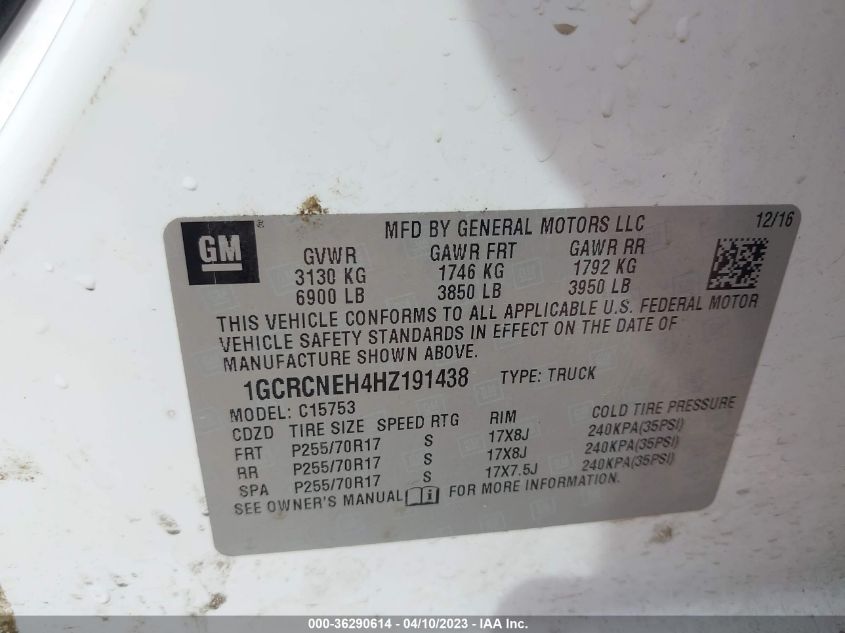 GM
MFD BY GENERAL MOTORS LLC 12/16
GVWR GAWR FRT GAWR RR
3130 KG 1746 KG 1792 KG
6900 LB 3850 LB 3950 LB
THIS VEHICLE CONFORMS TO ALL APPLICABLE U.S. FEDERAL MOTOR
VEHICLE SAFETY STANDARDS IN EFFECT ON THE DATE OF
MANUFACTURE SHOWN ABOVE.
1GCRCNEH4HZ191438 TYPE: TRUCK
MODEL: C15753
CDZD TIRE SIZE SPEED RTG RIM COLD TIRE PRESSURE
FRT P255/70R17 S 17X8J 240KPA(35PSI)
RR P255/70R17 S 17X8J 240KPA(35PSI)
SPA P255/70R17 S 17X7.5J 240KPA(35PSI)
SEE OWNER'S MANUAL FOR MORE INFORMATION.
000-36290614 - 04/10/2023 - IAA Inc.